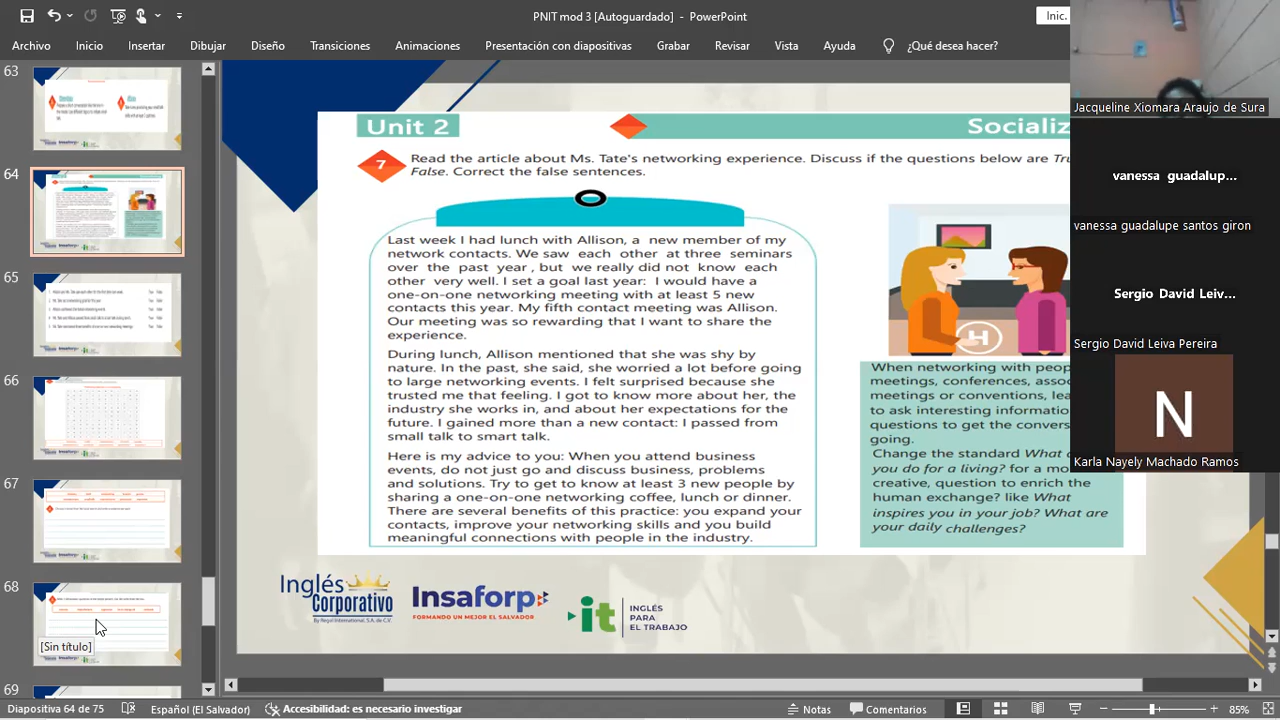 PNIT mod 3 [Autoguardado] - PowerPoint
Inic.
Archivo Inicio Insertar Dibujar Diseño Transiciones Animaciones Presentación con diapositivas Grabar Revisar Vista Ayuda ¿Qué desea hacer?
63
64
65
66
67
68
[Sin título]
69
Unit 2
Socializ
7
Read the article about Ms. Tate's networking experience. Discuss if the questions below are Tru
False. Correct the false sentences.
Last week I had lunch with Allison, a new member of my
network contacts. We saw each other at three seminars
over the past year, but we really did not know each
other very well. I set a goal last year: I would have a
one-on-one networking meeting with at least 5 new
contacts this year. My fifth contact meeting was Allison.
Our meeting was so rewarding that I want to share the
experience.
During lunch, Allison mentioned that she was shy by
nature. In the past, she said, she worried a lot before going
to large networking events. I felt surprised because she
trusted me that feeling. I got to know more about her, the
industry she works in, and about her expectations for the
future. I gained more than a new contact: I passed from
small talk to smart talk.
Here is my advice to you: When you attend business
events, do not just go and discuss business, problems
and solutions. Try to get to know at least 3 new people by
sharing a one-on-one networking coffee, lunch or dinner.
There are several benefits of this practice: you expand your
contacts, improve your networking skills and you build
meaningful connections with people in the industry.
H
When networking with peop
meetings, conferences, asso
meetings or conventions, lea
to ask interesting informatio
questions to get the convers
going.
Change the standard What
you do for a living? for a mo
creative, question to enrich the
human exchange? like What
inspires you in your job? What are
your daily challenges?
Inglés
Corporativo
By Regal International, S.A. de C.V.
Insaforp
FORMANDO UN MEJOR EL SALVADOR
it
INGLÉS
PARA
EL TRABAJO
Jacqueline Xiomara Araujo de Sura
vanessa guadalup...
vanessa guadalupe santos giron
Sergio David Leiv...
Sergio David Leiva Pereira
N
Karla Nayely Machado Ramos
Diapositiva 64 de 75 Español (El Salvador) Accesibilidad: es necesario investigar Notas Comentarios 85%